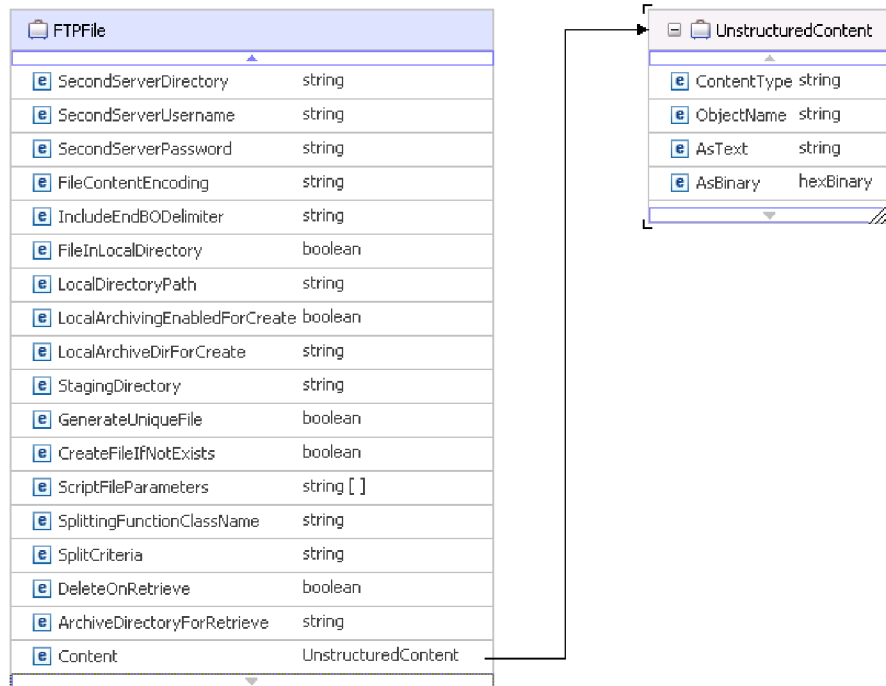 FTPFile
e SecondServerDirectory string
e SecondServerUsername string
e SecondServerPassword string
e FileContentEncoding string
e IncludeEndBODelimiter string
e FileInLocalDirectory boolean
e LocalDirectoryPath string
e LocalArchivingEnabledForCreate boolean
e LocalArchiveDirForCreate string
e StagingDirectory string
e GenerateUniqueFile boolean
e CreateFileIfNotExists boolean
e ScriptFileParameters string [ ]
e SplittingFunctionClassName string
e SplitCriteria string
e DeleteOnRetrieve boolean
e ArchiveDirectoryForRetrieve string
e Content UnstructuredContent
UnstructuredContent
e ContentType string
e ObjectName string
e AsText string
e AsBinary hexBinary